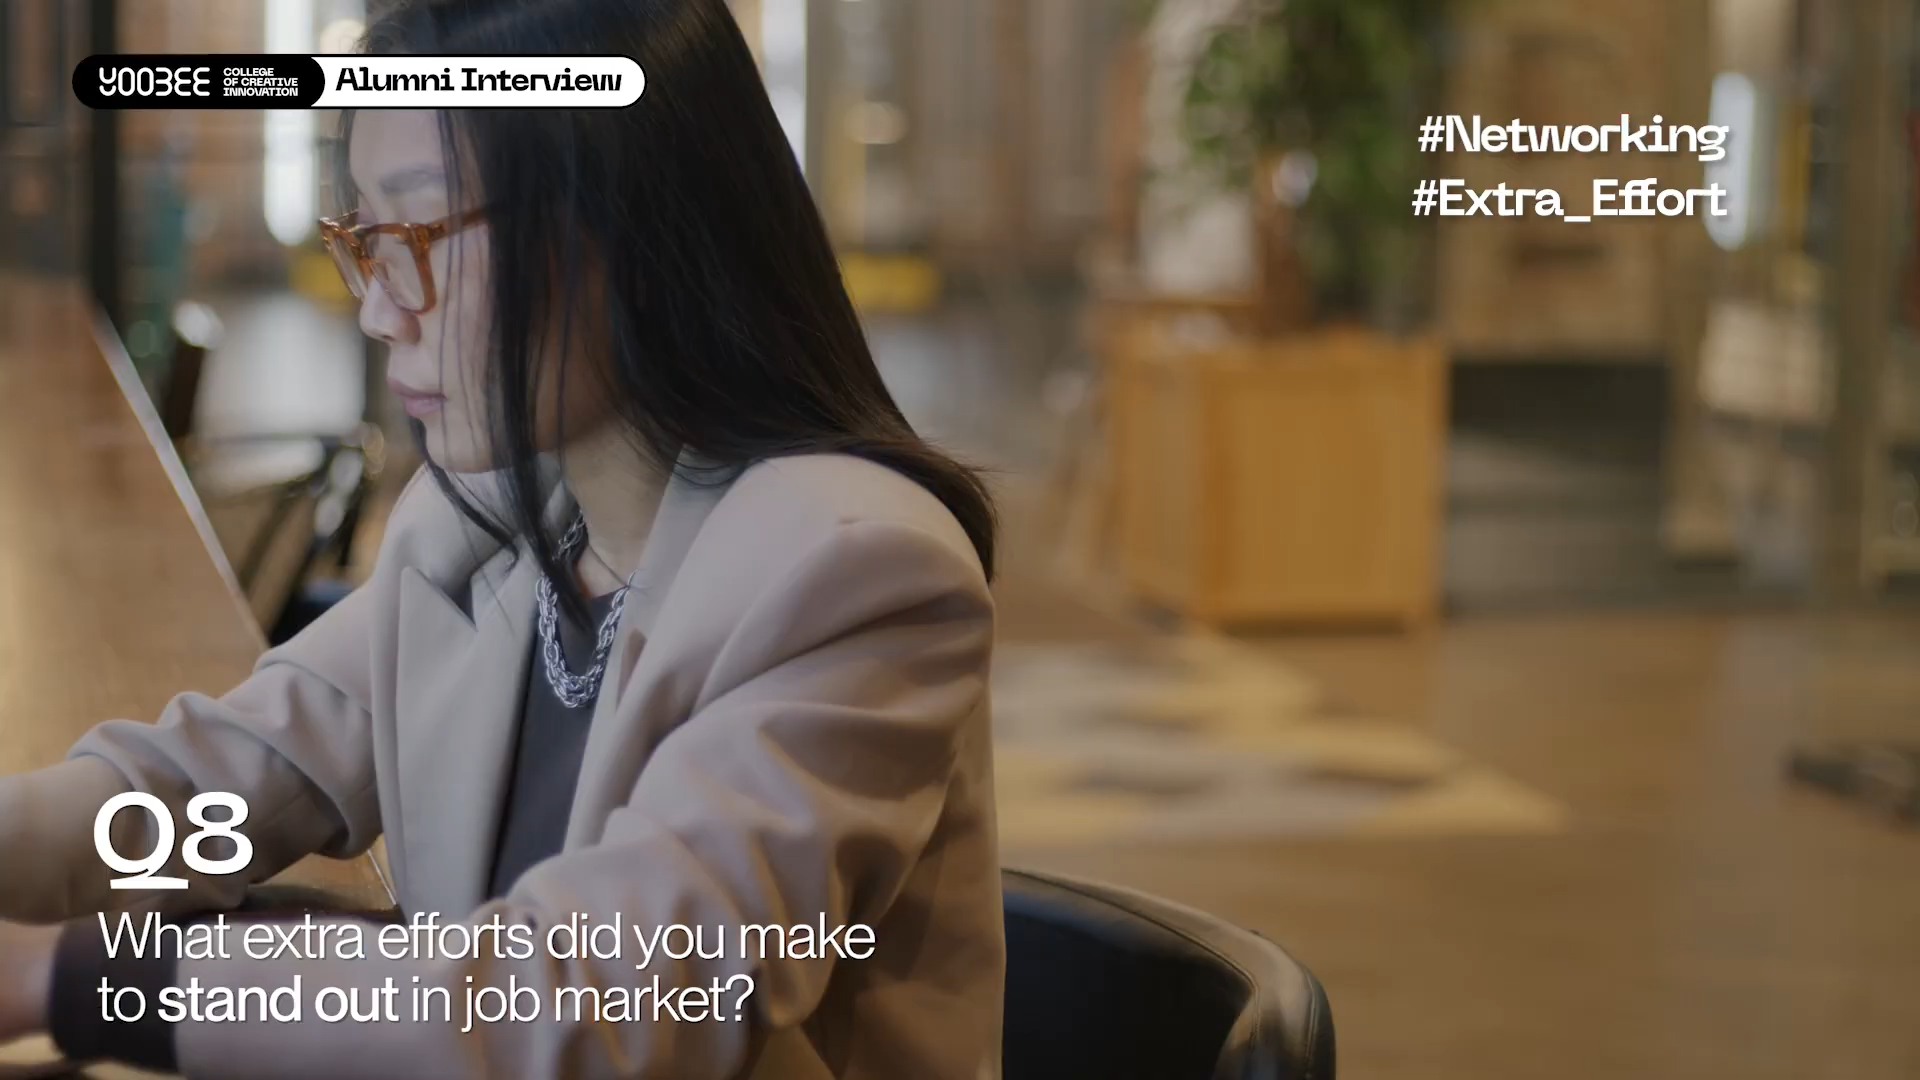 YOOBEE
COLLEGE
OF CREATIVE
INNOVATION
Alumni Interview
#Networking
#Extra_Effort
Q8
What extra efforts did you make
to stand out in job market?